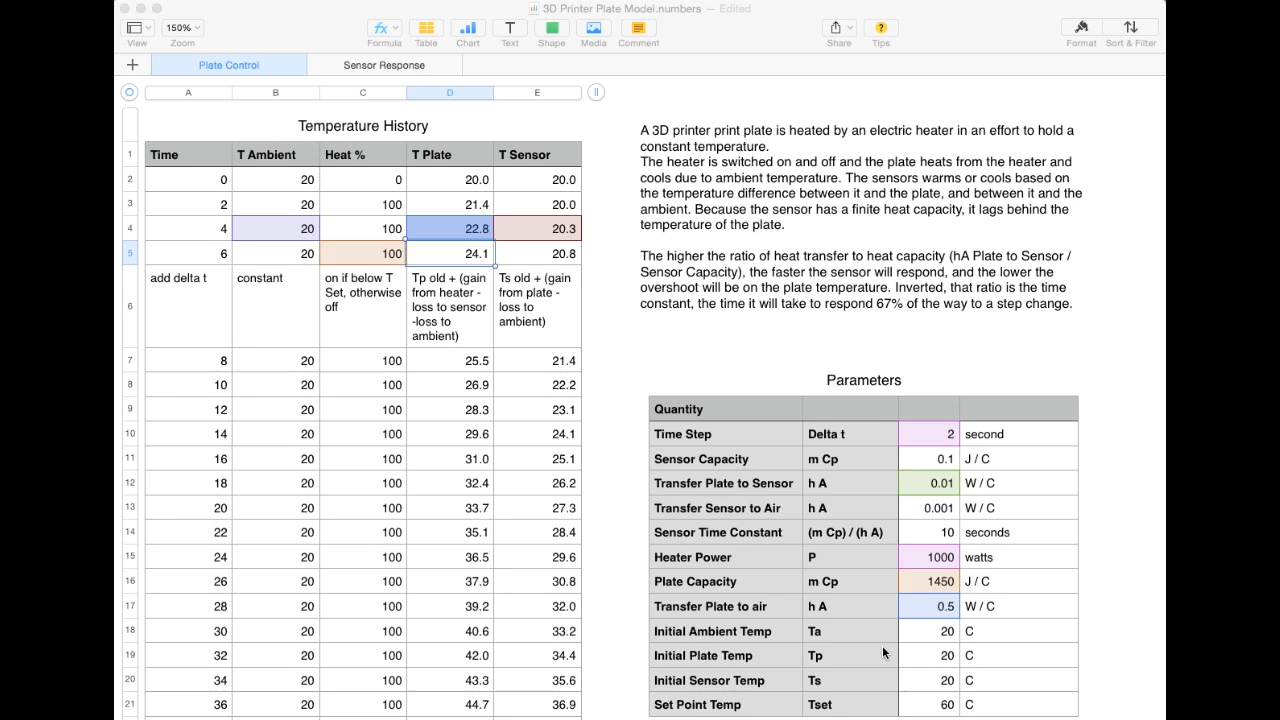 3D Printer Plate Model.numbers — Edited
150%
View
Zoom
Formula
Table
Chart
Text
Shape
Media
Comment
Share
Tips
Format
Sort & Filter
Plate Control
Sensor Response
A B C D E
Temperature History
1 Time T Ambient Heat % T Plate T Sensor
2 0 20 0 20.0 20.0
3 2 20 100 21.4 20.0
4 4 20 100 22.8 20.3
5 6 20 100 24.1 20.8
6
add delta t
constant
on if below T
Set, otherwise
off
Tp old + (gain
from heater -
loss to sensor
-loss to
ambient)
Ts old + (gain
from plate -
loss to
ambient)
7 8 20 100 25.5 21.4
8 10 20 100 26.9 22.2
9 12 20 100 28.3 23.1
10 14 20 100 29.6 24.1
11 16 20 100 31.0 25.1
12 18 20 100 32.4 26.2
13 20 20 100 33.7 27.3
14 22 20 100 35.1 28.4
15 24 20 100 36.5 29.6
16 26 20 100 37.9 30.8
17 28 20 100 39.2 32.0
18 30 20 100 40.6 33.2
19 32 20 100 42.0 34.4
20 34 20 100 43.3 35.6
21 36 20 100 44.7 36.9
A 3D printer print plate is heated by an electric heater in an effort to hold a
constant temperature.
The heater is switched on and off and the plate heats from the heater and
cools due to ambient temperature. The sensors warms or cools based on
the temperature difference between it and the plate, and between it and the
ambient. Because the sensor has a finite heat capacity, it lags behind the
temperature of the plate.
The higher the ratio of heat transfer to heat capacity (hA Plate to Sensor /
Sensor Capacity), the faster the sensor will respond, and the lower the
overshoot will be on the plate temperature. Inverted, that ratio is the time
constant, the time it will take to respond 67% of the way to a step change.
Parameters
Quantity
Time Step Delta t 2 second
Sensor Capacity m Cp 0.1 J / C
Transfer Plate to Sensor h A 0.01 W / C
Transfer Sensor to Air h A 0.001 W / C
Sensor Time Constant (m Cp) / (h A) 10 seconds
Heater Power P 1000 watts
Plate Capacity m Cp 1450 J / C
Transfer Plate to air h A 0.5 W / C
Initial Ambient Temp Ta 20 C
Initial Plate Temp Tp 20 C
Initial Sensor Temp Ts 20 C
Set Point Temp Tset 60 C